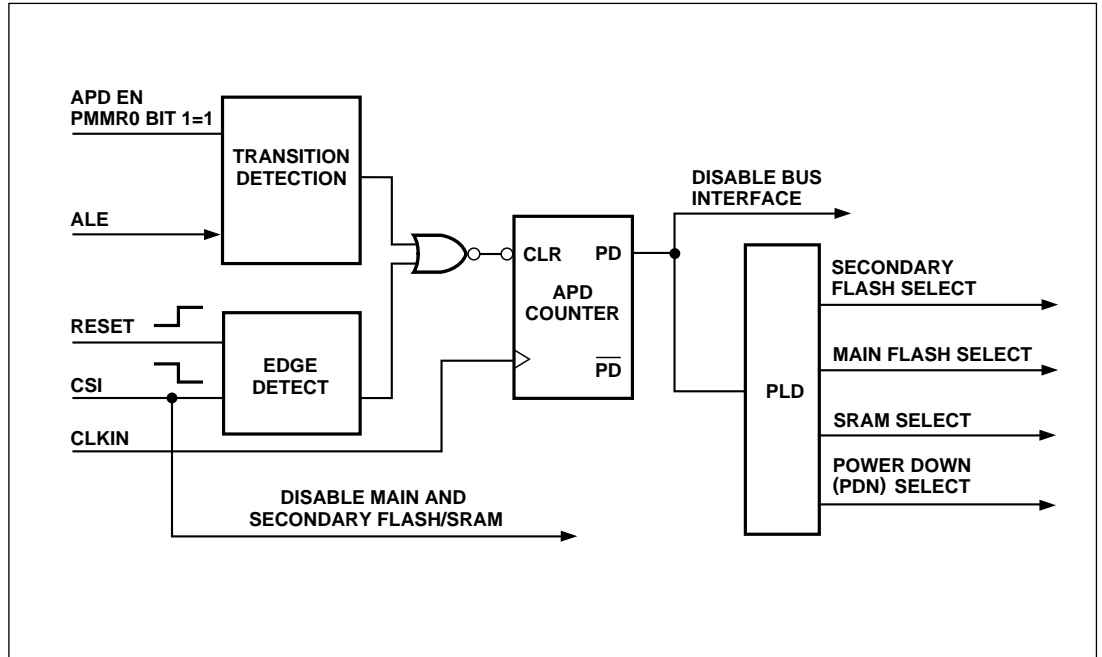 APD EN
PMMR0 BIT 1=1
TRANSITION
DETECTION
ALE
RESET
EDGE
DETECT
CSI
CLKIN
DISABLE MAIN AND
SECONDARY FLASH/SRAM
CLR
PD
APD
COUNTER
PD
DISABLE BUS
INTERFACE
PLD
SECONDARY
FLASH SELECT
MAIN FLASH SELECT
SRAM SELECT
POWER DOWN
(PDN) SELECT